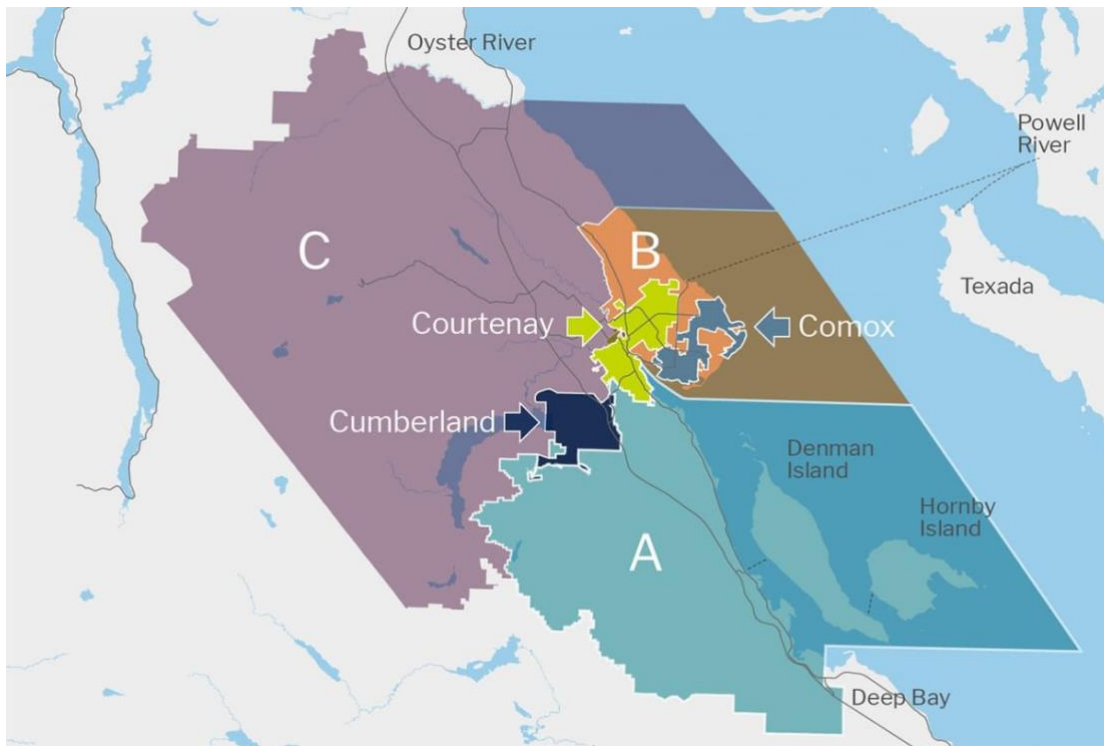 Oyster River
Powell
River
C
B
Texada
Courtenay
Comox
Cumberland
Denman
Island
Hornby
Island
A
Deep Bay